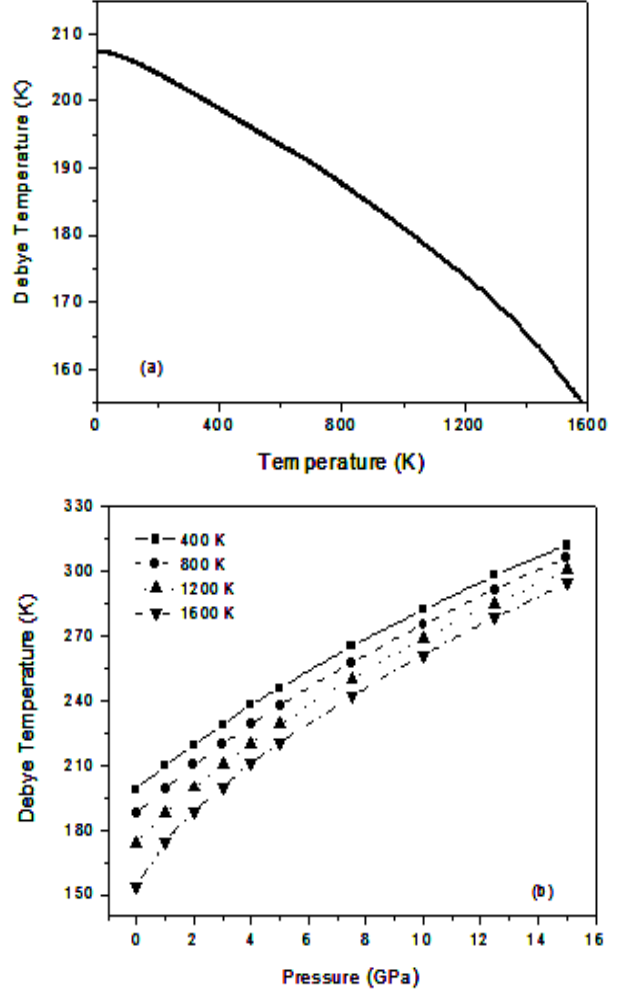 210
200
190
180
170
160
Debye Temperature (K)
(a)
0 400 800 1200 1600
Temperature (K)
330
300
270
240
210
180
150
Debye Temperature (K)
400 K
800 K
1200 K
1600 K
(b)
0 2 4 6 8 10 12 14 16
Pressure (GPa)